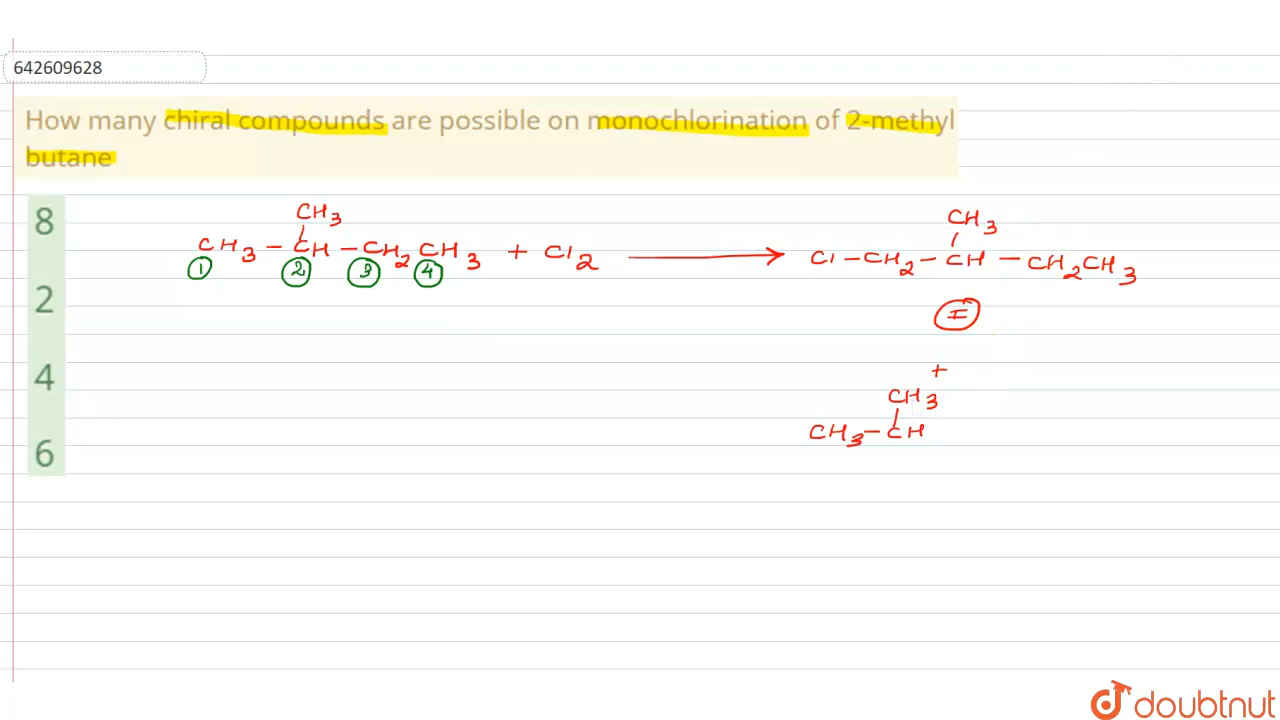 642609628
How many chiral compounds are possible on monochlorination of 2-methyl
butane
8
2
4
6
CH3
CH3 - CH - CH2 CH3 + Cl2
1 2 3 4
CH3
Cl - CH2 - CH - CH2CH3
I
+
CH3
CH3 - CH
doubtnut